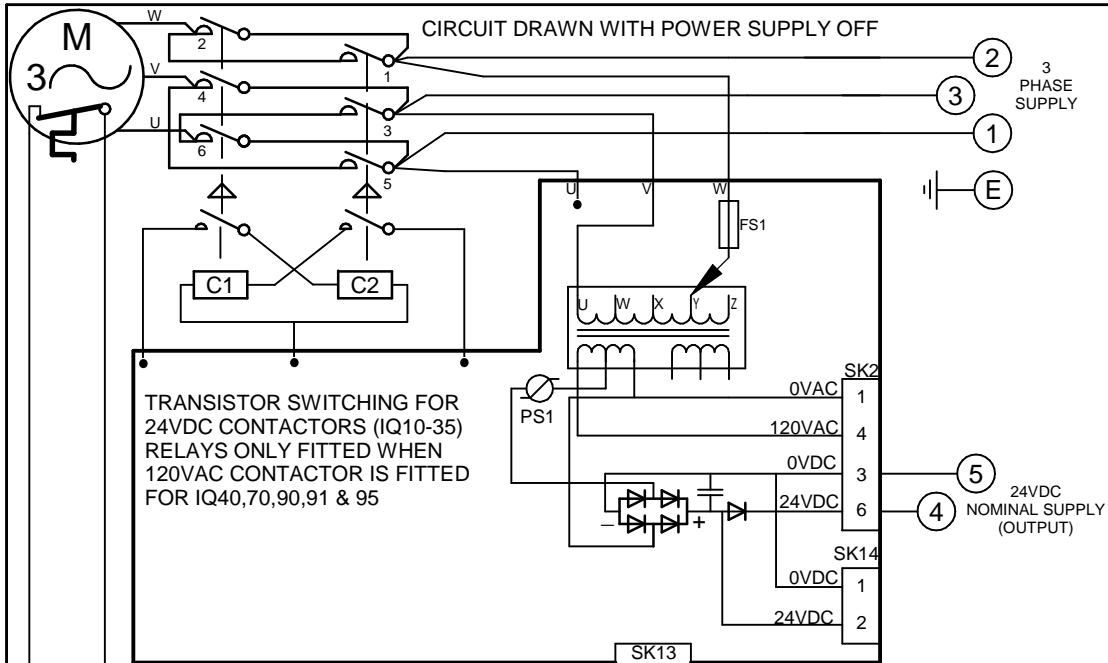 CIRCUIT DRAWN WITH POWER SUPPLY OFF
W
M
3
V
U
2
1
4
3
6
5
2
3
1
E
3
PHASE
SUPPLY
U
V
W
FS1
C1
C2
U
W
X
Y
Z
PS1
TRANSISTOR SWITCHING FOR
24VDC CONTACTORS (IQ10-35)
RELAYS ONLY FITTED WHEN
120VAC CONTACTOR IS FITTED
FOR IQ40,70,90,91 & 95
SK2
0VAC
1
120VAC
4
0VDC
3
24VDC
6
5
4
24VDC
NOMINAL SUPPLY
(OUTPUT)
–
+
SK14
0VDC
1
24VDC
2
SK13